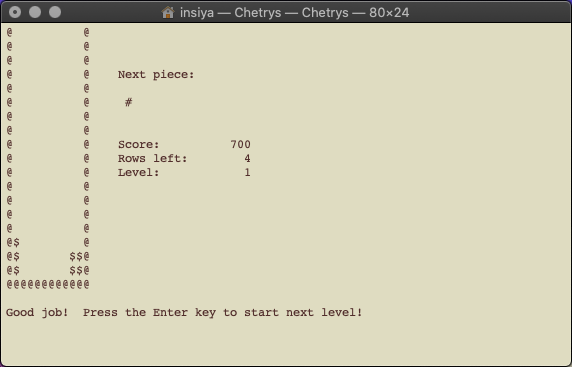 insiya — Chetrys — Chetrys — 80×24
@          @
@          @
@          @
@          @    Next piece:
@          @
@          @     #
@          @
@          @
@          @    Score:          700
@          @    Rows left:        4
@          @    Level:            1
@          @
@          @
@          @
@          @
@$         @
@$       $$@
@$       $$@
@@@@@@@@@@@@
Good job!  Press the Enter key to start next level!